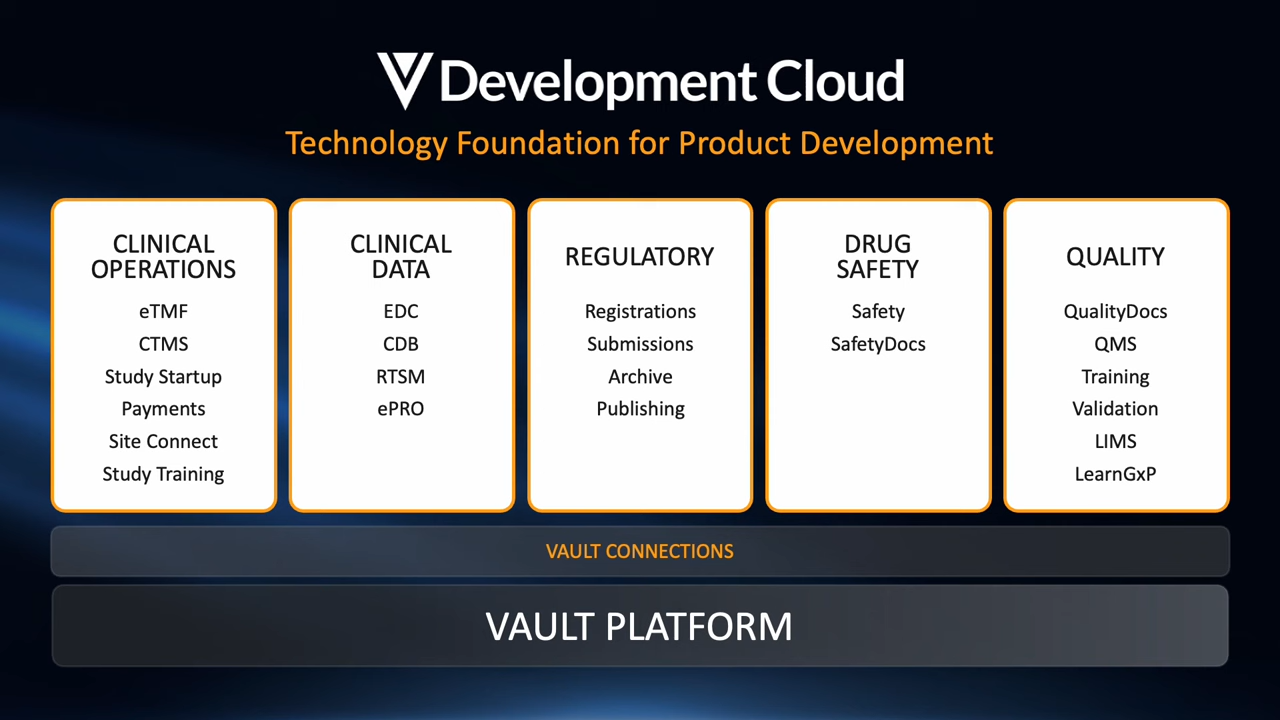 Development Cloud
Technology Foundation for Product Development
CLINICAL
OPERATIONS
eTMF
CTMS
Study Startup
Payments
Site Connect
Study Training
CLINICAL
DATA
EDC
CDB
RTSM
ePRO
REGULATORY
Registrations
Submissions
Archive
Publishing
DRUG
SAFETY
Safety
SafetyDocs
QUALITY
QualityDocs
QMS
Training
Validation
LIMS
LearnGxP
VAULT CONNECTIONS
VAULT PLATFORM